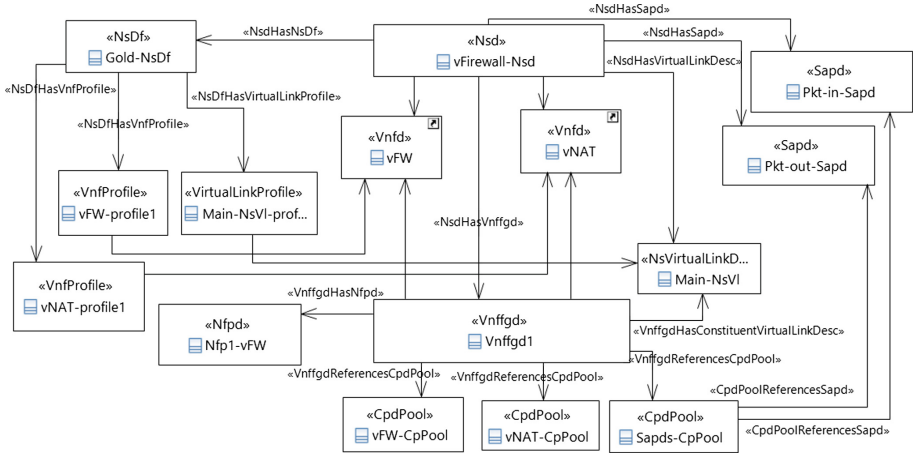 «NsdHasSapd»
«NsDf»
Gold-NsDf
«NsdHasNsDf»
«Nsd»
vFirewall-Nsd
«NsdHasSapd»
«NsdHasVirtualLinkDesc»
«Sapd»
Pkt-in-Sapd
«NsDfHasVnfProfile»
«NsDfHasVirtualLinkProfile»
«NsDfHasVnfProfile»
«Vnfd»
vFW
«Vnfd»
vNAT
«Sapd»
Pkt-out-Sapd
«VnfProfile»
vFW-profile1
«VirtualLinkProfile»
Main-NsVl-prof...
«NsdHasVnffgd»
«NsVirtualLinkD...
Main-NsVl
«VnfProfile»
vNAT-profile1
«VnffgdHasNfpd»
«Nfpd»
Nfp1-vFW
«Vnffgd»
Vnffgd1
«VnffgdHasConstituentVirtualLinkDesc»
«VnffgdReferencesCpdPool»
«VnffgdReferencesCpdPool»
«VnffgdReferencesCpdPool»
«CpdPoolReferencesSapd»
«CpdPool»
vFW-CpPool
«CpdPool»
vNAT-CpPool
«CpdPool»
Sapds-CpPool
«CpdPoolReferencesSapd»